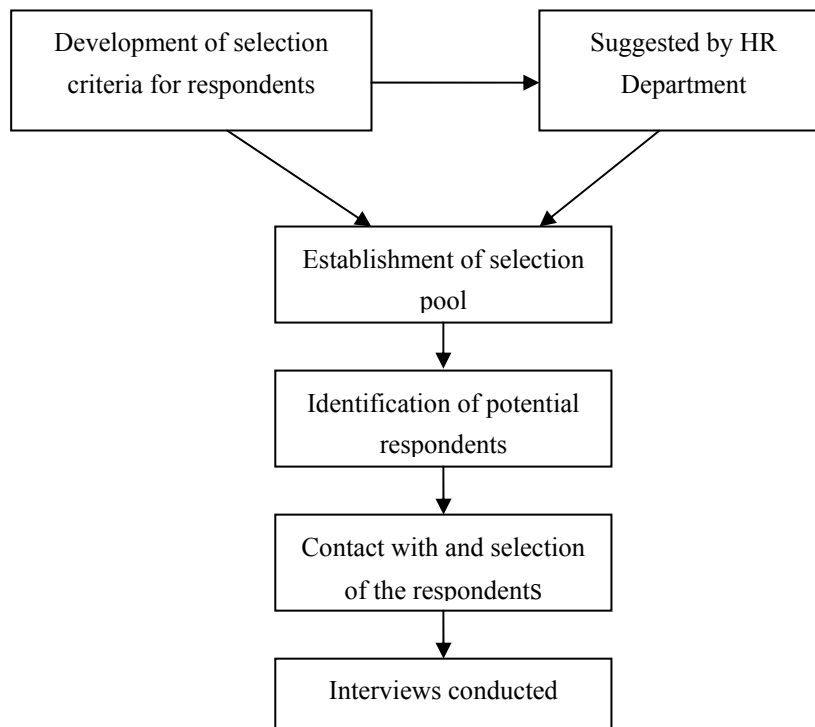 Development of selection
criteria for respondents
Suggested by HR
Department
Establishment of selection
pool
Identification of potential
respondents
Contact with and selection
of the respondents
Interviews conducted